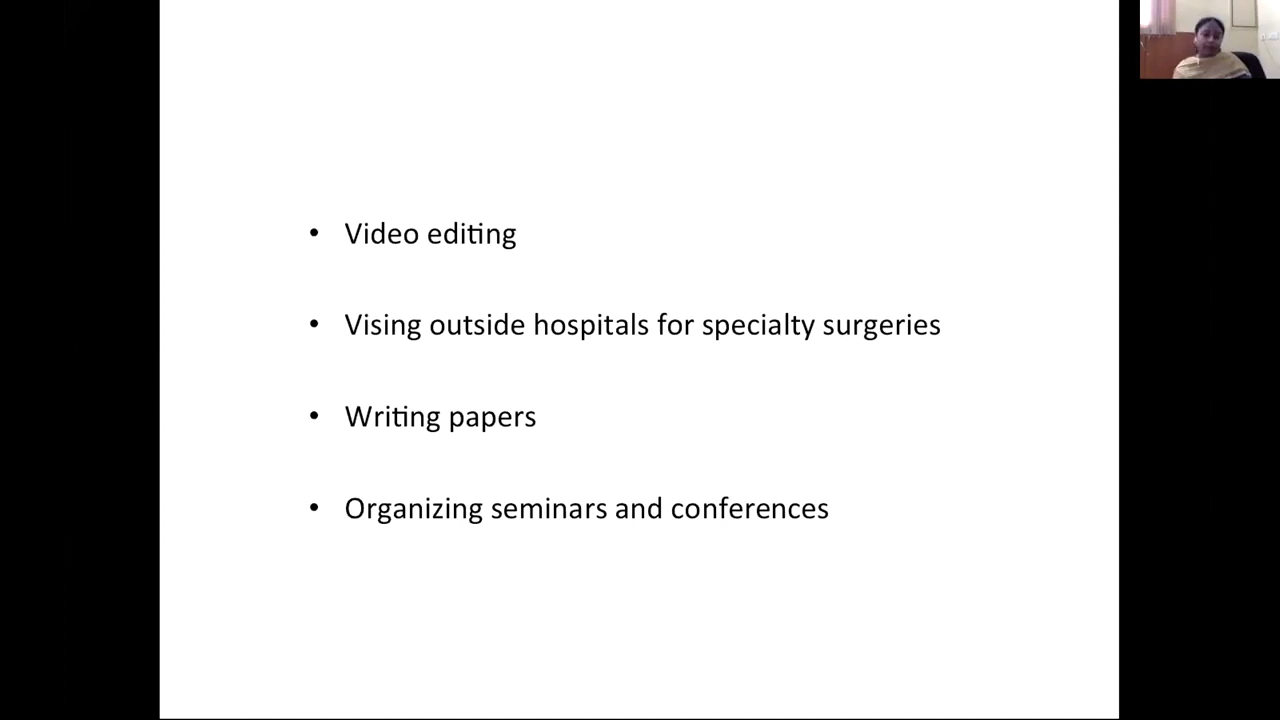 • Video editing
• Vising outside hospitals for specialty surgeries
• Writing papers
• Organizing seminars and conferences